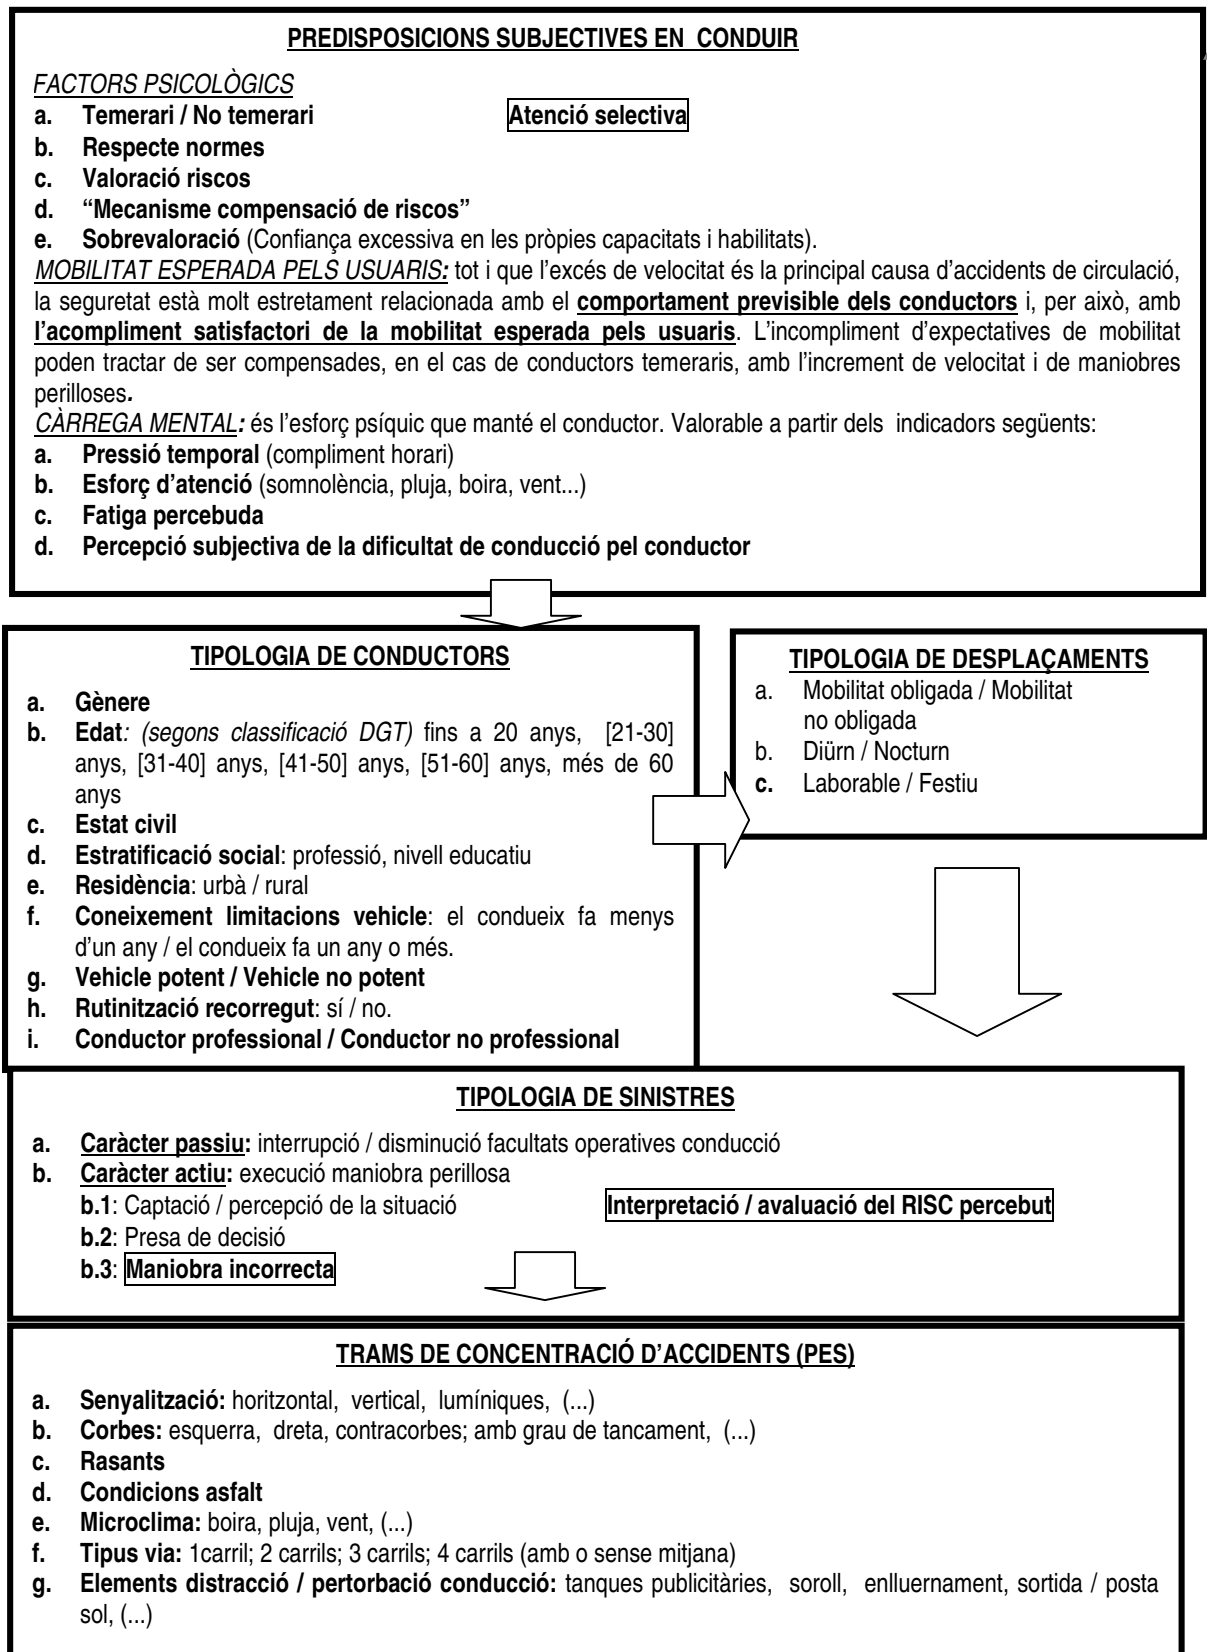 PREDISPOSICIONS SUBJECTIVES EN CONDUIR
FACTORS PSICOLÒGICS
a. Temerari / No temerari Atenció selectiva
b. Respecte normes
c. Valoració riscos
d. “Mecanisme compensació de riscos”
e. Sobrevaloració (Confiança excessiva en les pròpies capacitats i habilitats).
MOBILITAT ESPERADA PELS USUARIS: tot i que l’excés de velocitat és la principal causa d’accidents de circulació,
la seguretat està molt estretament relacionada amb el comportament previsible dels conductors i, per això, amb
l’acompliment satisfactori de la mobilitat esperada pels usuaris. L’incompliment d’expectatives de mobilitat
poden tractar de ser compensades, en el cas de conductors temeraris, amb l’increment de velocitat i de maniobres
perilloses.
CÀRREGA MENTAL: és l’esforç psíquic que manté el conductor. Valorable a partir dels indicadors següents:
a. Pressió temporal (compliment horari)
b. Esforç d’atenció (somnolència, pluja, boira, vent...)
c. Fatiga percebuda
d. Percepció subjectiva de la dificultat de conducció pel conductor
TIPOLOGIA DE CONDUCTORS
a. Gènere
b. Edat: (segons classificació DGT) fins a 20 anys, [21-30]
anys, [31-40] anys, [41-50] anys, [51-60] anys, més de 60
anys
c. Estat civil
d. Estratificació social: professió, nivell educatiu
e. Residència: urbà / rural
f. Coneixement limitacions vehicle: el condueix fa menys
d’un any / el condueix fa un any o més.
g. Vehicle potent / Vehicle no potent
h. Rutinització recorregut: sí / no.
i. Conductor professional / Conductor no professional
TIPOLOGIA DE DESPLAÇAMENTS
a. Mobilitat obligada / Mobilitat
no obligada
b. Diürn / Nocturn
c. Laborable / Festiu
TIPOLOGIA DE SINISTRES
a. Caràcter passiu: interrupció / disminució facultats operatives conducció
b. Caràcter actiu: execució maniobra perillosa
b.1: Captació / percepció de la situació Interpretació / avaluació del RISC percebut
b.2: Presa de decisió
b.3: Maniobra incorrecta
TRAMS DE CONCENTRACIÓ D’ACCIDENTS (PES)
a. Senyalització: horitzontal, vertical, lumíniques, (...)
b. Corbes: esquerra, dreta, contracorbes; amb grau de tancament, (...)
c. Rasants
d. Condicions asfalt
e. Microclima: boira, pluja, vent, (...)
f. Tipus via: 1carril; 2 carrils; 3 carrils; 4 carrils (amb o sense mitjana)
g. Elements distracció / pertorbació conducció: tanques publicitàries, soroll, enlluernament, sortida / posta
sol, (...)